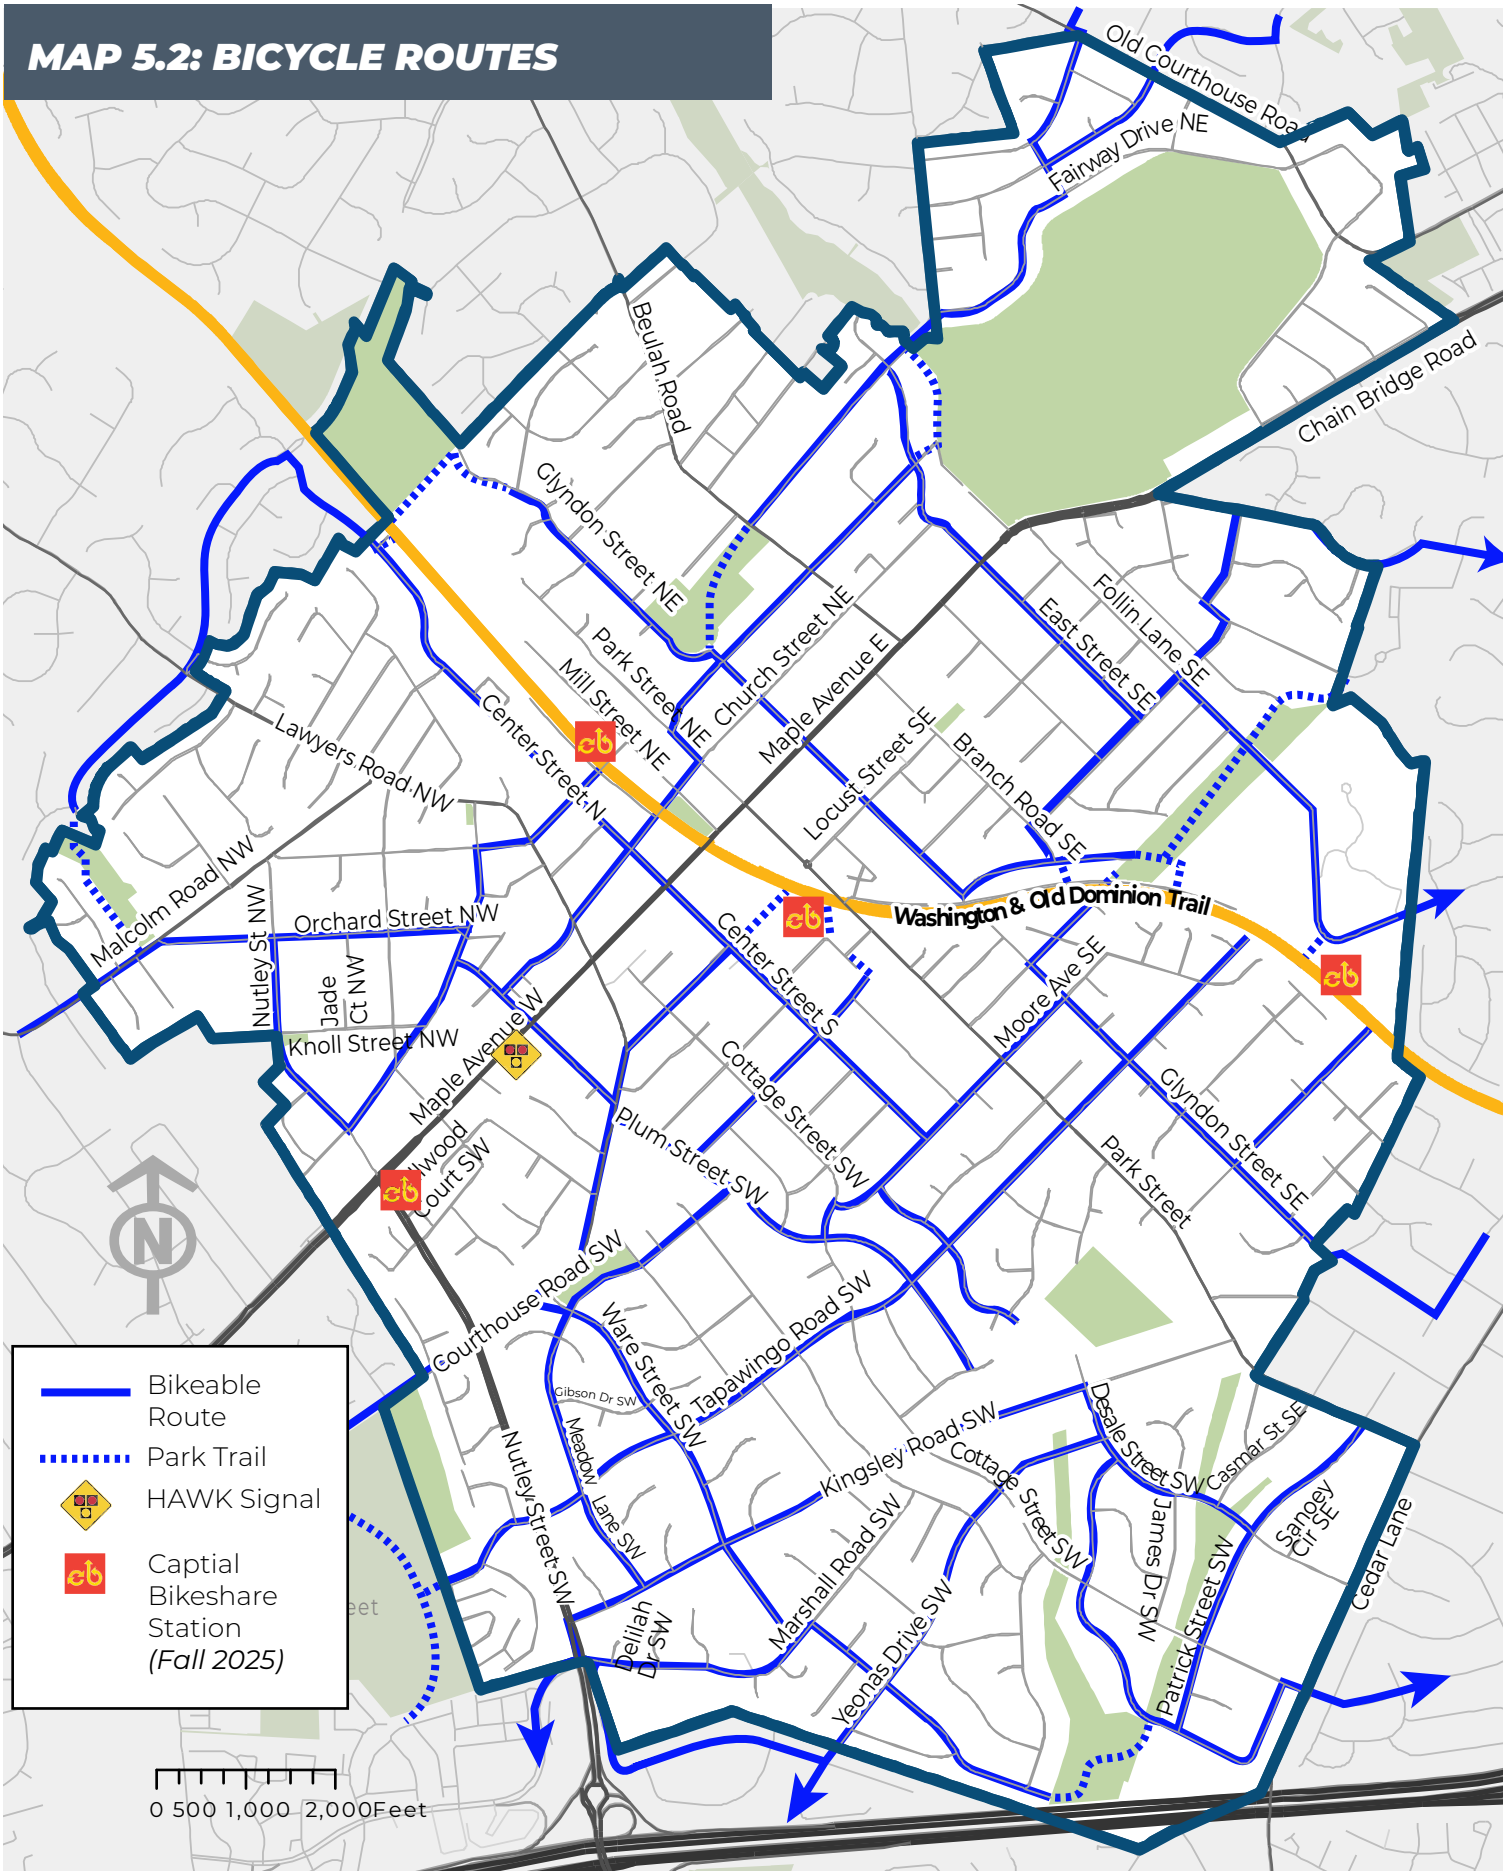 MAP 5.2: BICYCLE ROUTES
Old Courthouse Road
Fairway Drive NE
Chain Bridge Road
Beulah Road
Glyndon Street NE
Park Street NE
Mill Street NE
Church Street NE
Maple Avenue E
Follin Lane SE
East Street SE
Locust Street SE
Branch Road SE
Center Street N
Lawyers Road NW
Malcolm Road NW
Orchard Street NW
Nutley St NW
Jade
Ct NW
Knoll Street NW
Maple Avenue W
Washington & Old Dominion Trail
Center Street S
Moore Ave SE
Cottage Street SW
Glyndon Street SE
Park Street
Plum Street SW
llwood
Court SW
Courthouse Road SW
Ware Street SW
Tapawingo Road SW
Gibson Dr SW
Meadow Lane SW
Nutley Street SW
Kingsley Road SW
Cottage Street SW
Desale Street SW
Casmar St SE
Sanoey
Cir SE
James Dr SW
Patrick Street SW
Cedar Lane
Marshall Road SW
Yeonas Drive SW
Delilah
Dr SW
N
Bikeable
Route
Park Trail
HAWK Signal
Captial
Bikeshare
Station
(Fall 2025)
eet
0 500 1,000 2,000Feet
cb
cb
cb
cb
cb